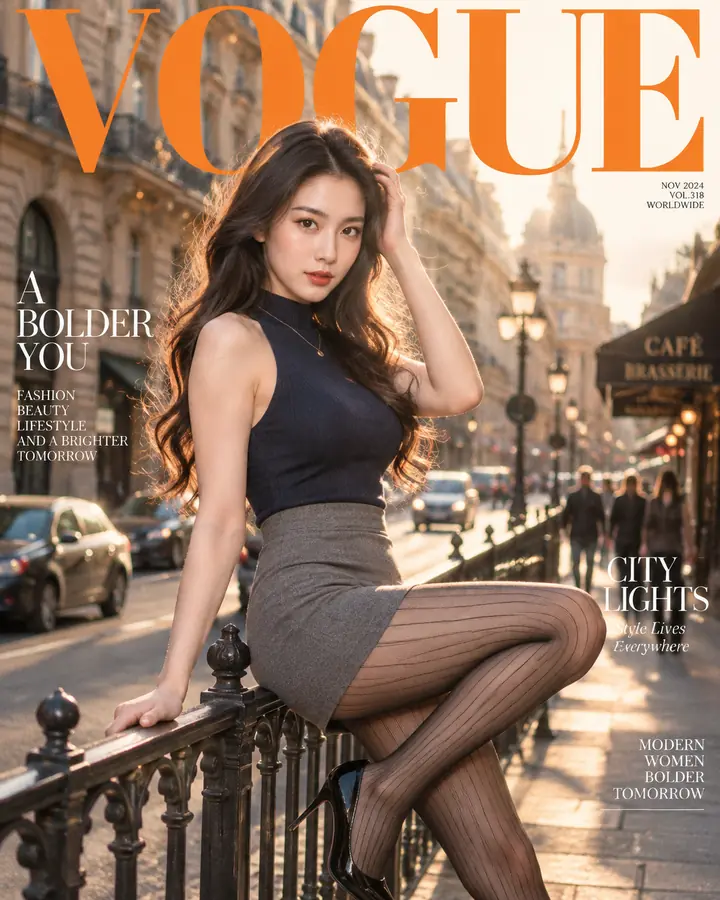 VOGUE
NOV 2024
VOL.318
WORLDWIDE
A
BOLDER
YOU
FASHION
BEAUTY
LIFESTYLE
AND A BRIGHTER
TOMORROW
CAFÉ
BRASSERIE
CITY
LIGHTS
Style Lives
Everywhere
MODERN
WOMEN
BOLDER
TOMORROW